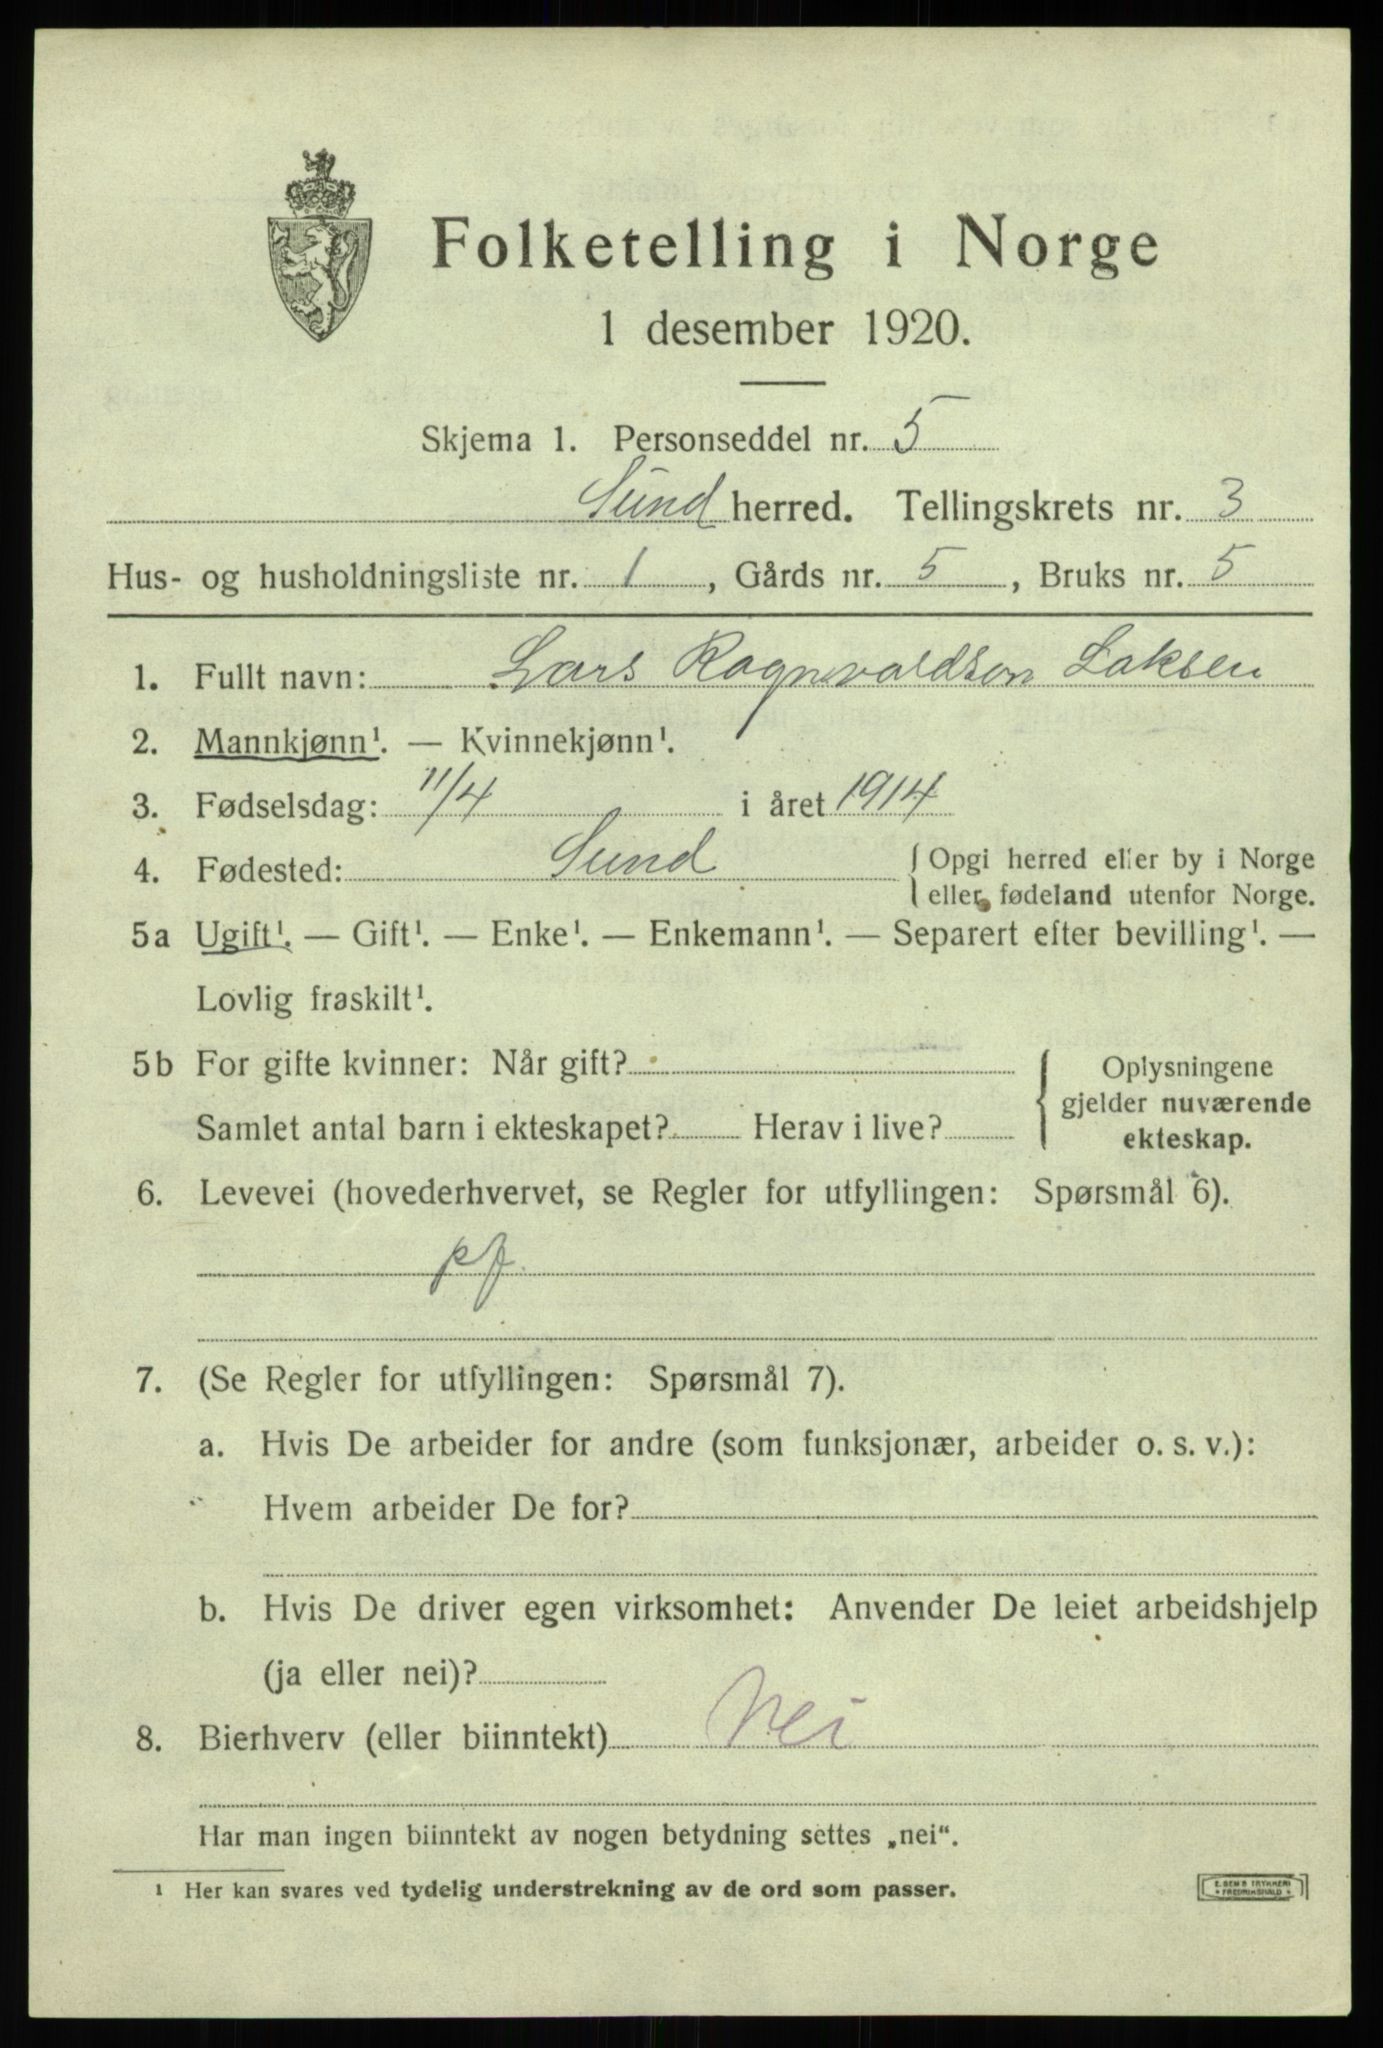 Folketelling i Norge
1 desember 1920.
Skjema 1. Personseddel nr. 5
Sund herred. Tellingskrets nr. 3
Hus- og husholdningsliste nr. 1, Gårds nr. 5, Bruks nr. 5
1. Fullt navn: Lars Ragnvaldson Laksen
2. Mannkjønn¹. — Kvinnekjønn¹.
3. Fødselsdag: 11/4 i året 1914
4. Fødested: Sund { Opgi herred eller by i Norge
eller fødeland utenfor Norge.
5a Ugift¹. — Gift¹. — Enke¹. — Enkemann¹. — Separert efter bevilling¹. —
Lovlig fraskilt¹.
5b For gifte kvinner: Når gift?
Samlet antal barn i ekteskapet? Herav i live?
{ Oplysningene
gjelder nuværende
ekteskap.
6. Levevei (hovederhvervet, se Regler for utfyllingen: Spørsmål 6).
pf.
7. (Se Regler for utfyllingen: Spørsmål 7).
a. Hvis De arbeider for andre (som funksjonær, arbeider o. s. v.):
Hvem arbeider De for?
b. Hvis De driver egen virksomhet: Anvender De leiet arbeidshjelp
(ja eller nei)?
8. Bierhverv (eller biinntekt) Nei
Har man ingen biinntekt av nogen betydning settes „nei“.
¹ Her kan svares ved tydelig understrekning av de ord som passer.
E. SEM'S TRYKKERI
FREDRIKSHALD